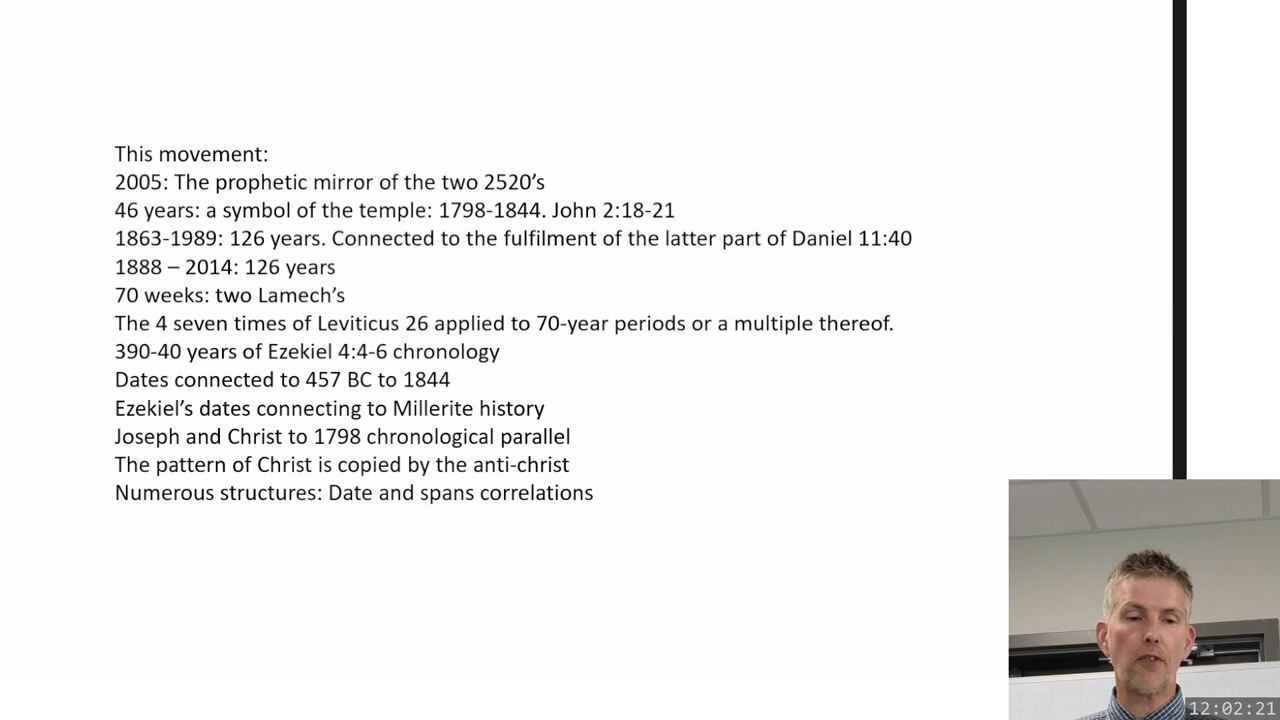 This movement:
2005: The prophetic mirror of the two 2520’s
46 years: a symbol of the temple: 1798-1844. John 2:18-21
1863-1989: 126 years. Connected to the fulfilment of the latter part of Daniel 11:40
1888 – 2014: 126 years
70 weeks: two Lamech’s
The 4 seven times of Leviticus 26 applied to 70-year periods or a multiple thereof.
390-40 years of Ezekiel 4:4-6 chronology
Dates connected to 457 BC to 1844
Ezekiel’s dates connecting to Millerite history
Joseph and Christ to 1798 chronological parallel
The pattern of Christ is copied by the anti-christ
Numerous structures: Date and spans correlations
12:02:21